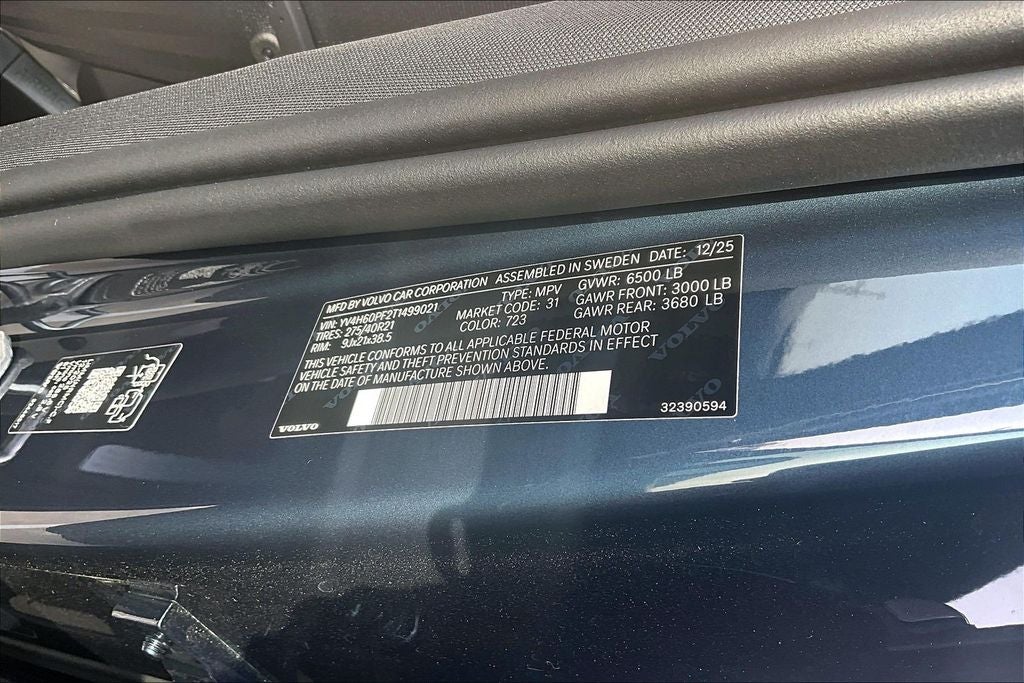 MFD BY VOLVO CAR CORPORATION ASSEMBLED IN SWEDEN DATE: 12/25
VIN: YV4H60PF2T1499021 TYPE: MPV GVWR: 6500 LB
TIRES: 275/40R21 MARKET CODE: 31 GAWR FRONT: 3000 LB
RIM: 9Jx21x38.5 COLOR: 723 GAWR REAR: 3680 LB
THIS VEHICLE CONFORMS TO ALL APPLICABLE FEDERAL MOTOR
VEHICLE SAFETY AND THEFT PREVENTION STANDARDS IN EFFECT
ON THE DATE OF MANUFACTURE SHOWN ABOVE.
VOLVO
32390594